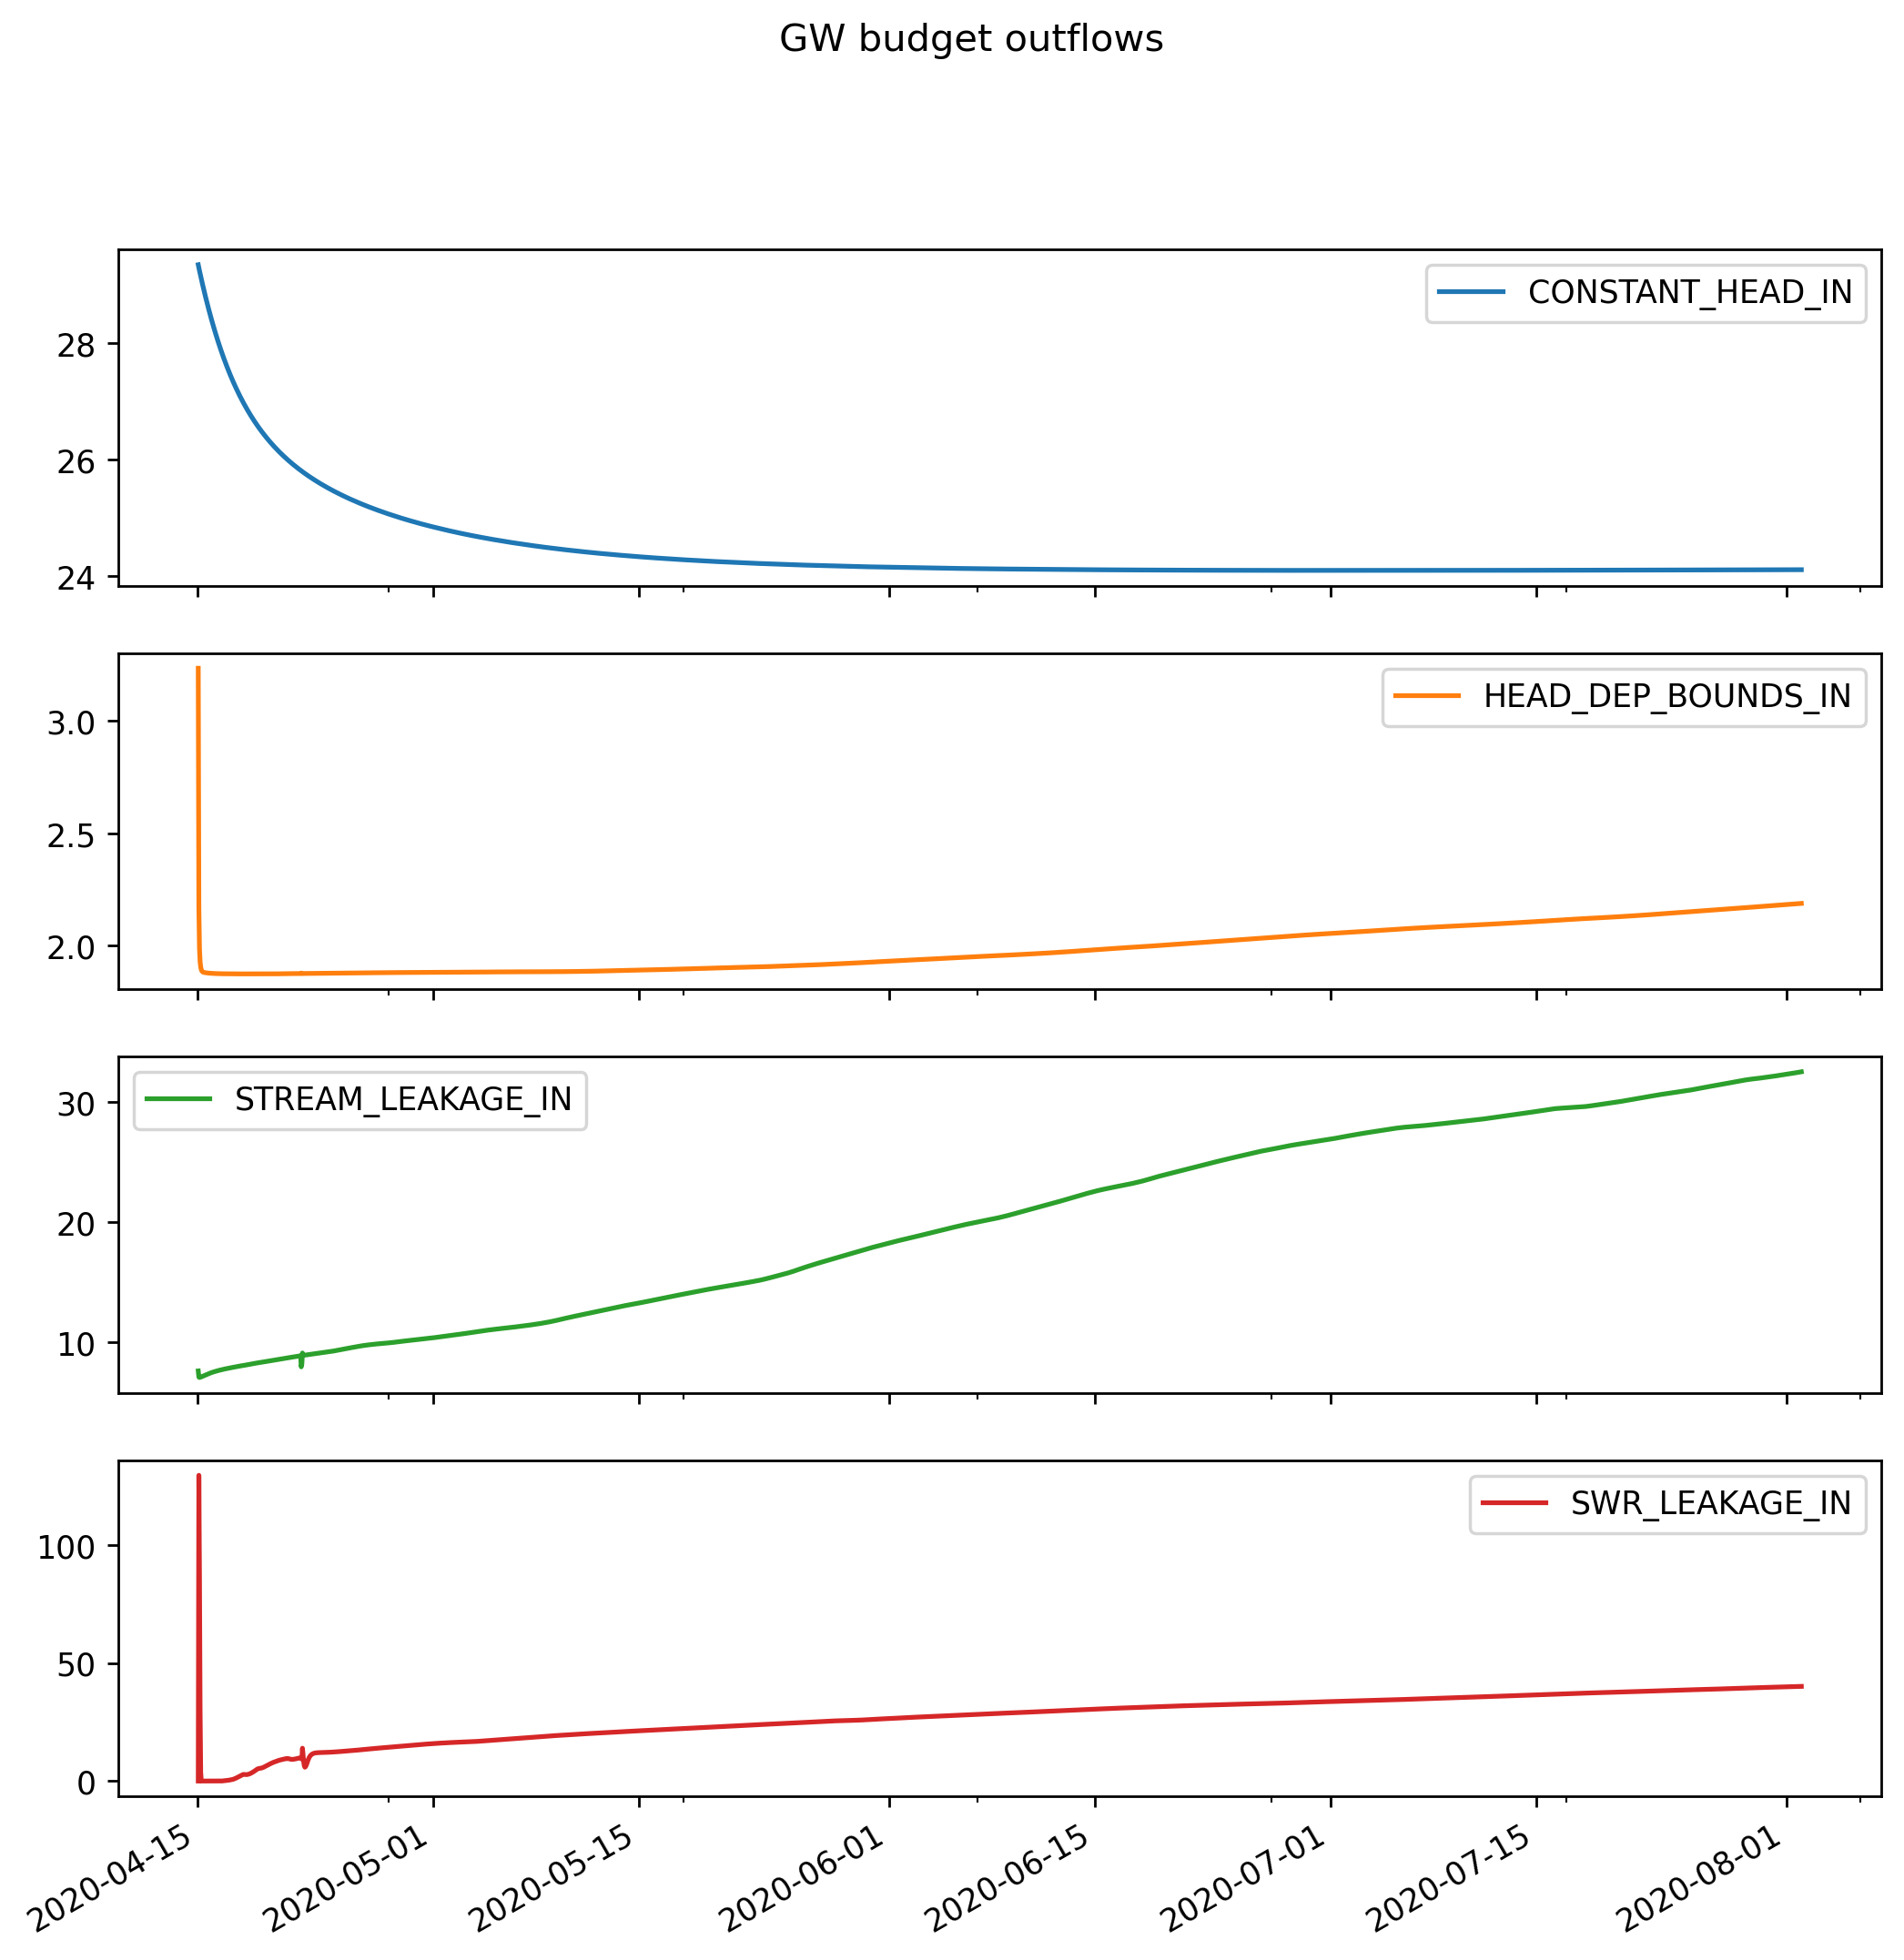 GW budget outflows
CONSTANT_HEAD_IN
28
26
24
HEAD_DEP_BOUNDS_IN
3.0
2.5
2.0
STREAM_LEAKAGE_IN
30
20
10
SWR_LEAKAGE_IN
100
50
0
2020-04-15 2020-05-01 2020-05-15 2020-06-01 2020-06-15 2020-07-01 2020-07-15 2020-08-01